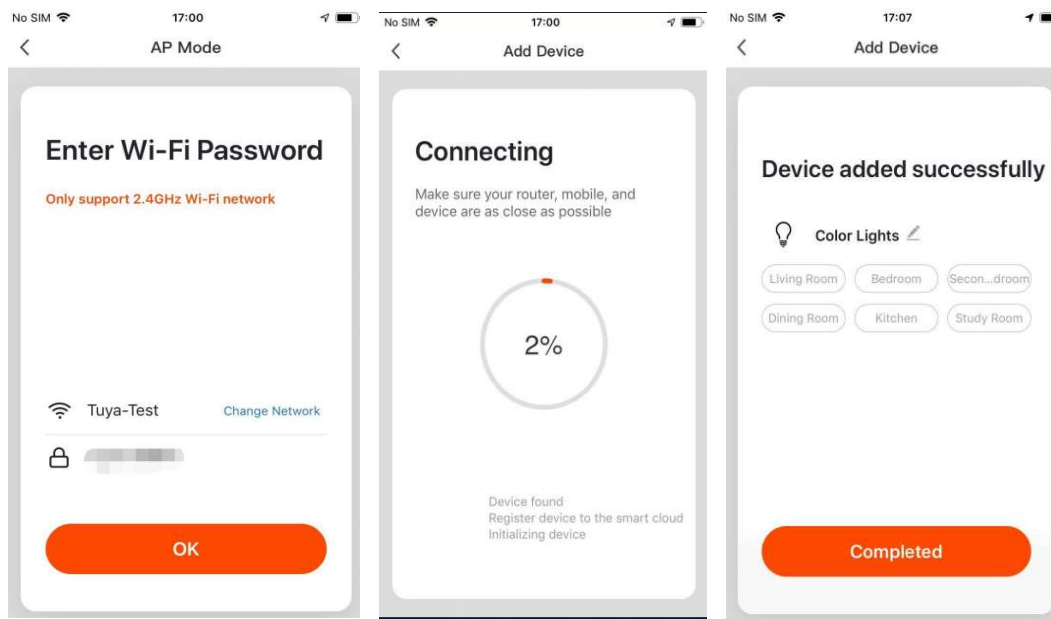 No SIM 17:00
AP Mode
Enter Wi-Fi Password
Only support 2.4GHz Wi-Fi network
Tuya-Test Change Network
OK
No SIM 17:00
Add Device
Connecting
Make sure your router, mobile, and
device are as close as possible
2%
Device found
Register device to the smart cloud
Initializing device
No SIM 17:07
Add Device
Device added successfully
Color Lights
Living Room Bedroom Secon...droom
Dining Room Kitchen Study Room
Completed